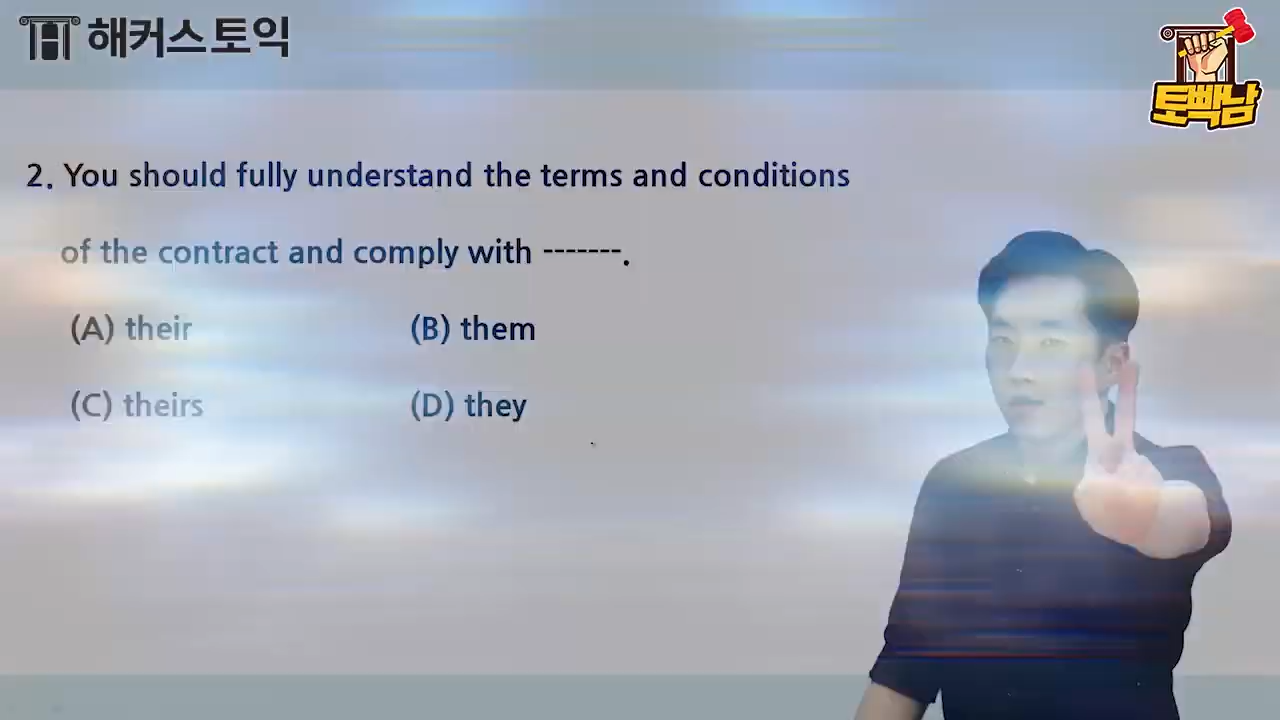 해커스토익
토빡남
2. You should fully understand the terms and conditions
of the contract and comply with -------.
(A) their
(B) them
(C) theirs
(D) they